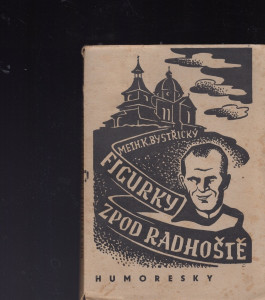 METH.K.BYSTŘICKÝ
FIGURKY
ZPOD RADHOŠTĚ
HUMORESKY